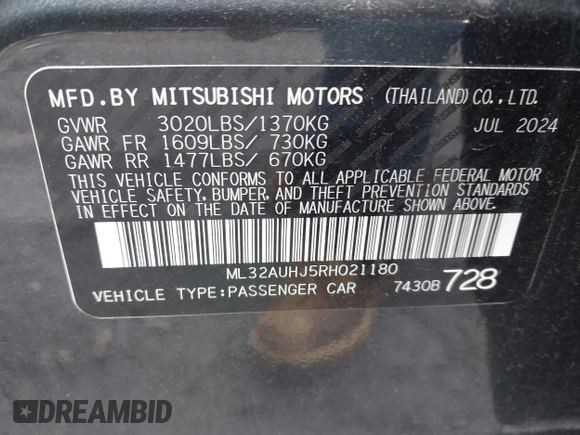 MFD.BY MITSUBISHI MOTORS (THAILAND)CO.,LTD.
GVWR 3020LBS/1370KG JUL 2024
GAWR FR 1609LBS/ 730KG
GAWR RR 1477LBS/ 670KG
THIS VEHICLE CONFORMS TO ALL APPLICABLE FEDERAL MOTOR
VEHICLE SAFETY, BUMPER, AND THEFT PREVENTION STANDARDS
IN EFFECT ON THE DATE OF MANUFACTURE SHOWN ABOVE.
ML32AUHJ5RH021180
VEHICLE TYPE:PASSENGER CAR 7430B 728
DREAMBID